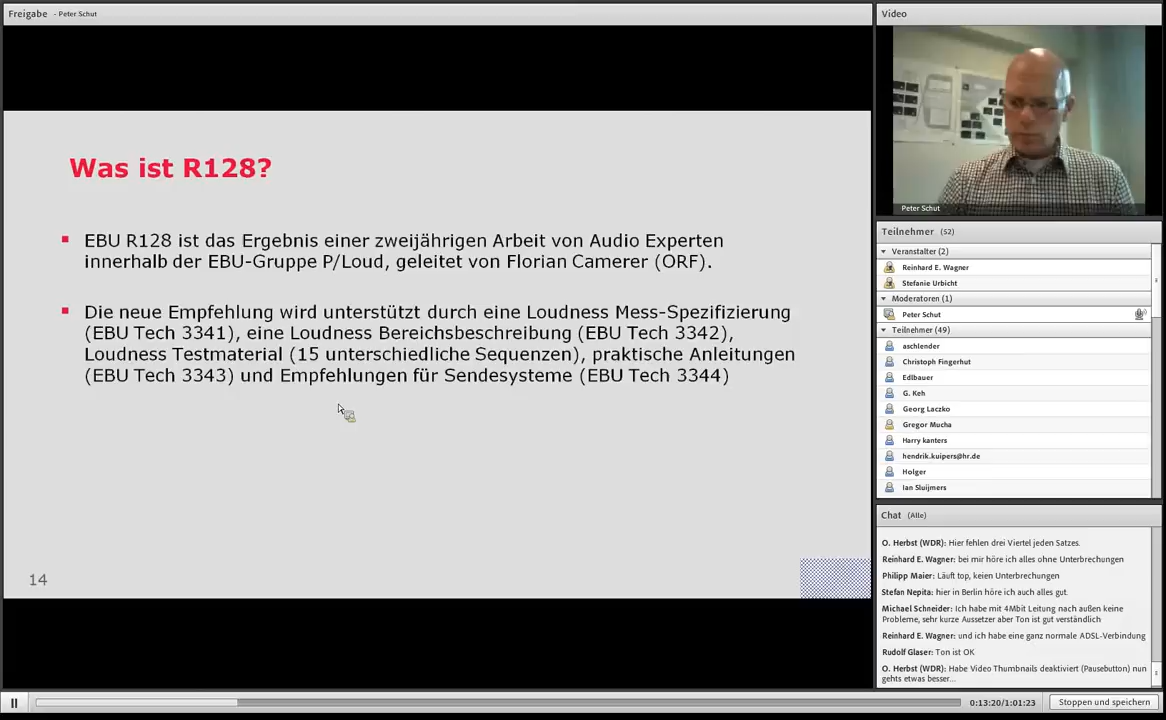 Freigabe - Peter Schut
Was ist R128?
EBU R128 ist das Ergebnis einer zweijährigen Arbeit von Audio Experten
innerhalb der EBU-Gruppe P/Loud, geleitet von Florian Camerer (ORF).
Die neue Empfehlung wird unterstützt durch eine Loudness Mess-Spezifizierung
(EBU Tech 3341), eine Loudness Bereichsbeschreibung (EBU Tech 3342),
Loudness Testmaterial (15 unterschiedliche Sequenzen), praktische Anleitungen
(EBU Tech 3343) und Empfehlungen für Sendesysteme (EBU Tech 3344)
14
Video
Peter Schut
Teilnehmer (52)
Veranstalter (2)
Reinhard E. Wagner
Stefanie Urbicht
Moderatoren (1)
Peter Schut
Teilnehmer (49)
aschlender
Christoph Fingerhut
Edlbauer
G. Keh
Georg Laczko
Gregor Mucha
Harry kanters
hendrik.kuipers@hr.de
Holger
Ian Sluijmers
Chat (Alle)
O. Herbst (WDR): Hier fehlen drei Viertel jeden Satzes.
Reinhard E. Wagner: bei mir höre ich alles ohne Unterbrechungen
Philipp Maier: Läuft top, keien Unterbrechungen
Stefan Nepita: hier in Berlin höre ich auch alles gut.
Michael Schneider: Ich habe mit 4Mbit Leitung nach außen keine
Probleme, sehr kurze Aussetzer aber Ton ist gut verständlich
Reinhard E. Wagner: und ich habe eine ganz normale ADSL-Verbindung
Rudolf Glaser: Ton ist OK
O. Herbst (WDR): Habe Video Thumbnails deaktiviert (Pausebutton) nun
gehts etwas besser...
0:13:20/1:01:23
Stoppen und speichern